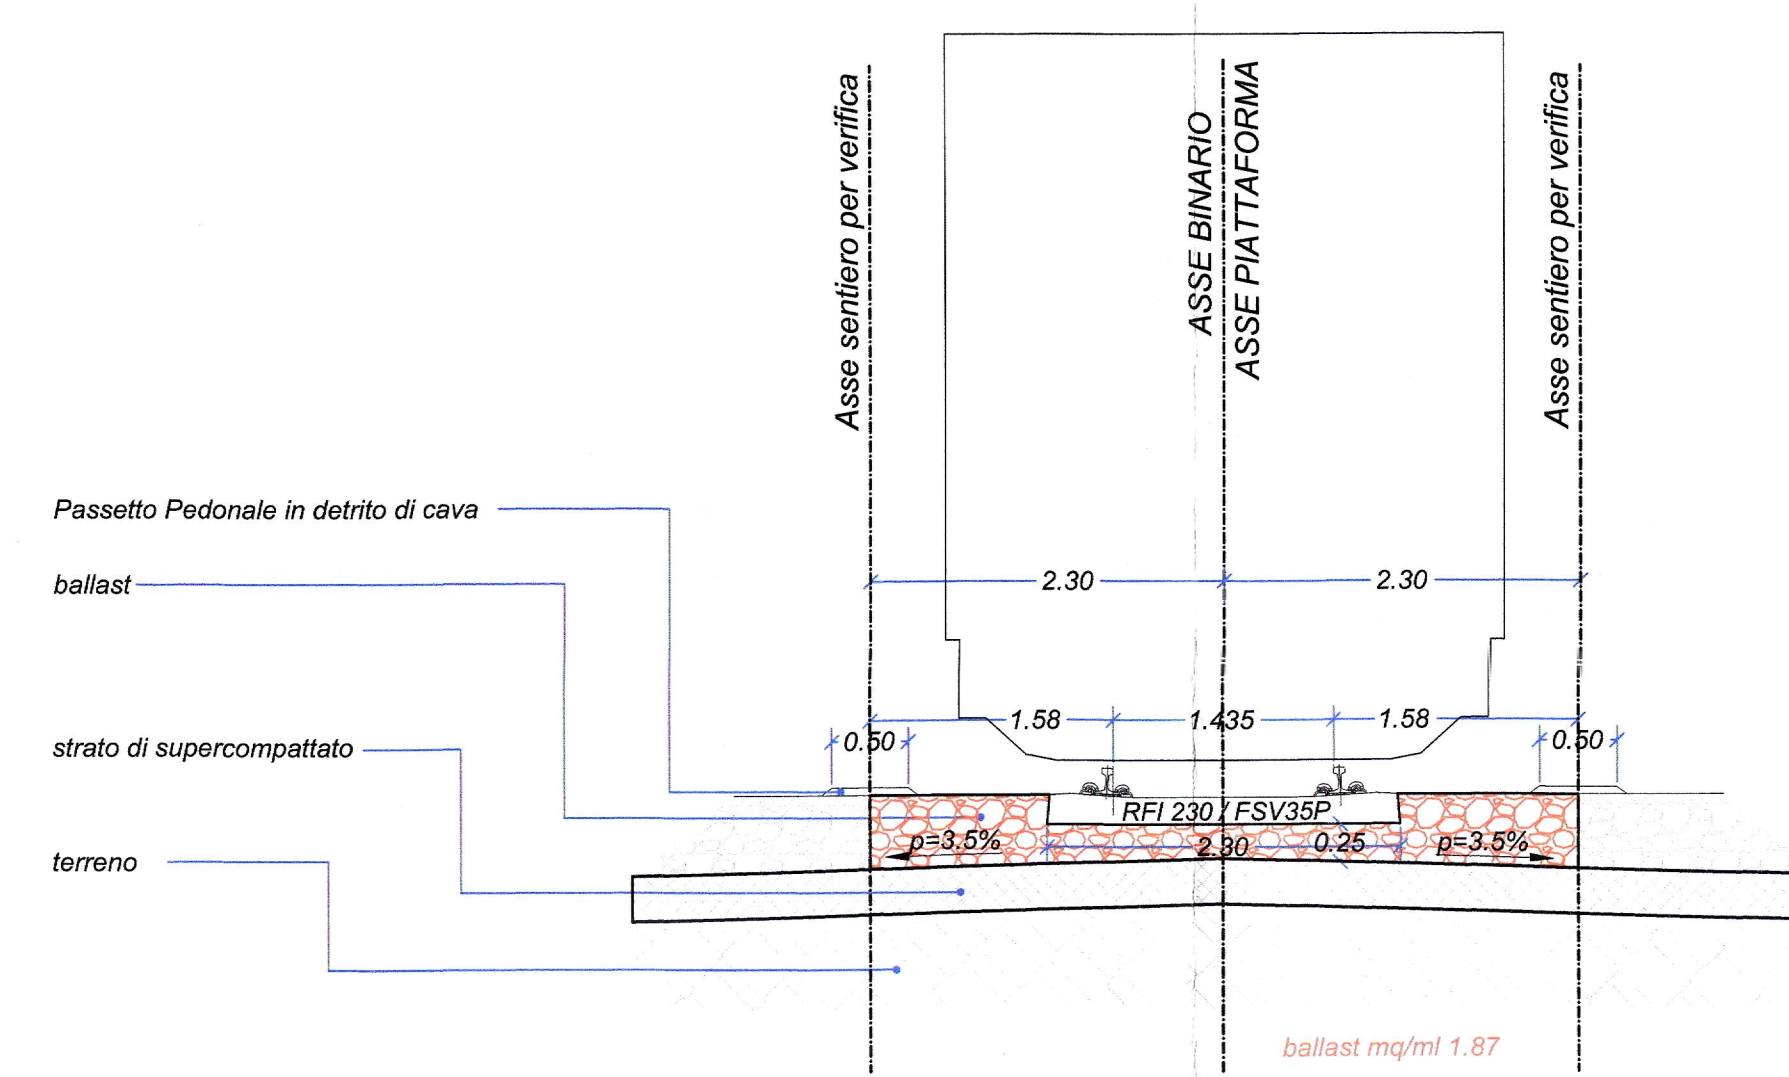 Asse sentiero per verifica
ASSE BINARIO
ASSE PIATTAFORMA
Asse sentiero per verifica
Passetto Pedonale in detrito di cava
ballast
2.30
2.30
strato di supercompattato
1.58
1.435
1.58
0.50
0.50
RFI 230 / FSV35P
p=3.5%
2.30
0.25
p=3.5%
terreno
ballast mq/ml 1.87